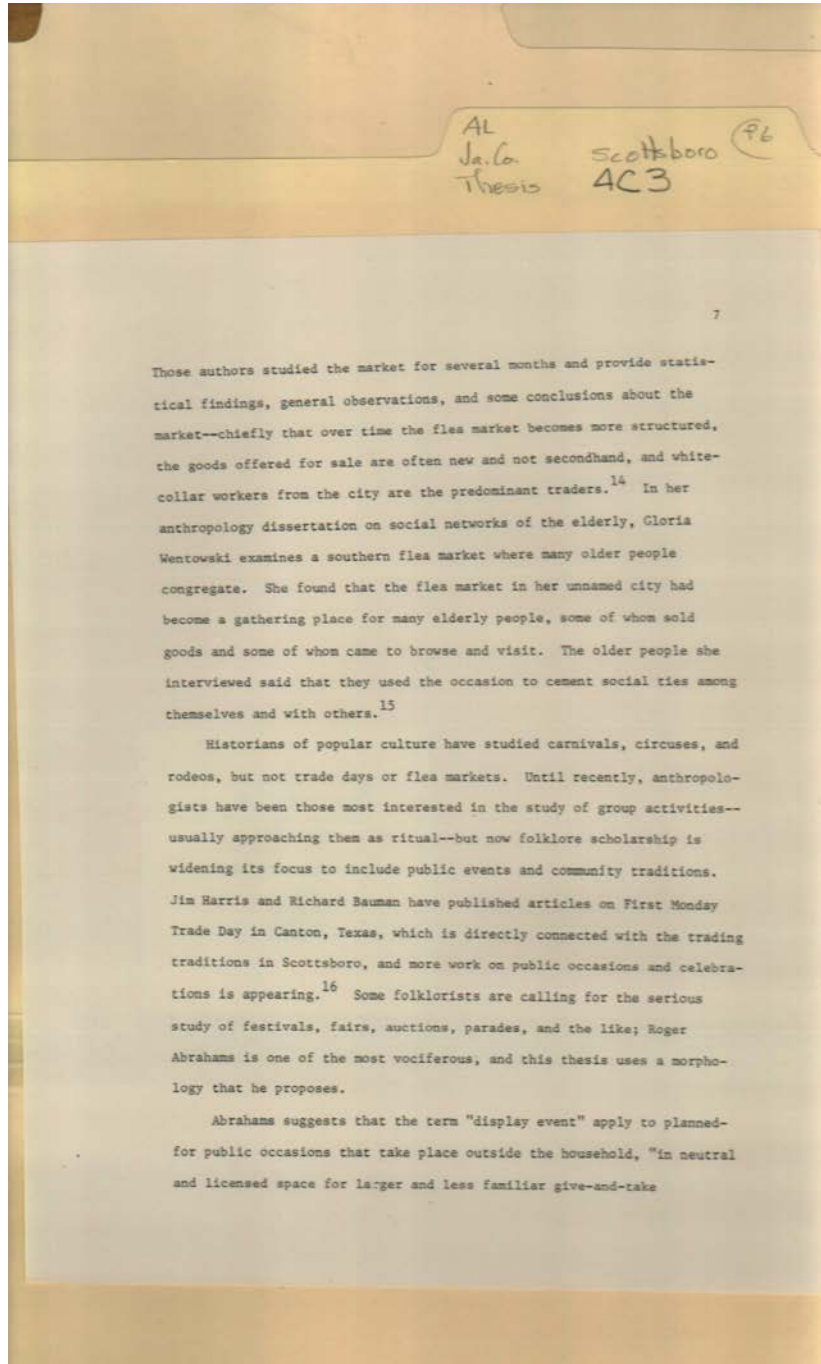 AL
Ja. Co. Scottsboro P6
Thesis 4C3
7
Those authors studied the market for several months and provide statis-
tical findings, general observations, and some conclusions about the
market--chiefly that over time the flea market becomes more structured,
the goods offered for sale are often new and not secondhand, and white-
collar workers from the city are the predominant traders.14 In her
anthropology dissertation on social networks of the elderly, Gloria
Wentowski examines a southern flea market where many older people
congregate. She found that the flea market in her unnamed city had
become a gathering place for many elderly people, some of whom sold
goods and some of whom came to browse and visit. The older people she
interviewed said that they used the occasion to cement social ties among
themselves and with others.15
Historians of popular culture have studied carnivals, circuses, and
rodeos, but not trade days or flea markets. Until recently, anthropolo-
gists have been those most interested in the study of group activities--
usually approaching them as ritual--but now folklore scholarship is
widening its focus to include public events and community traditions.
Jim Harris and Richard Bauman have published articles on First Monday
Trade Day in Canton, Texas, which is directly connected with the trading
traditions in Scottsboro, and more work on public occasions and celebra-
tions is appearing.16 Some folklorists are calling for the serious
study of festivals, fairs, auctions, parades, and the like; Roger
Abrahams is one of the most vociferous, and this thesis uses a morpho-
logy that he proposes.
Abrahams suggests that the term "display event" apply to planned-
for public occasions that take place outside the household, "in neutral
and licensed space for larger and less familiar give-and-take